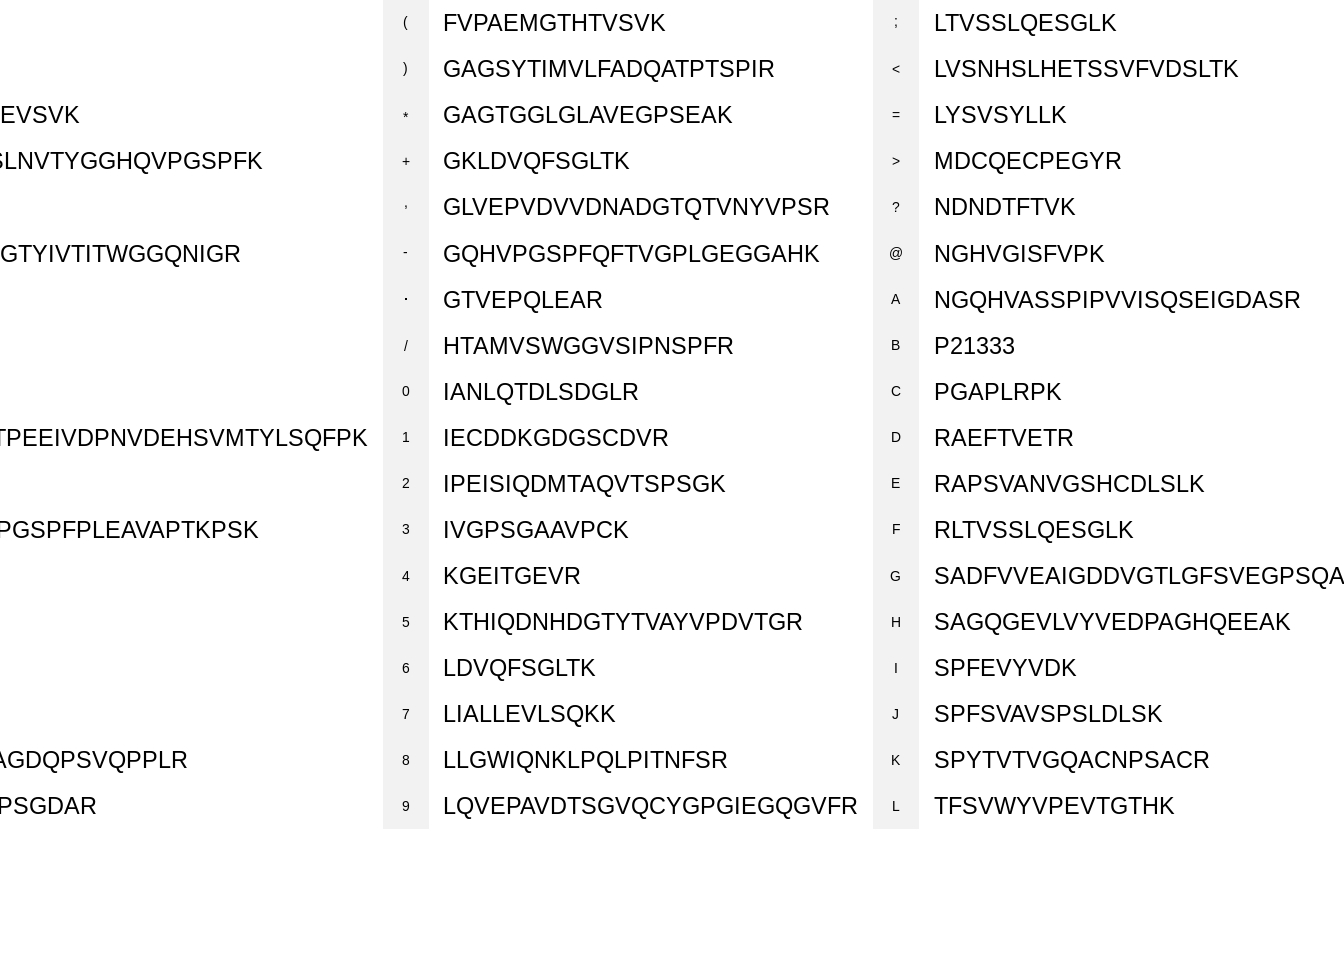 ( FVPAEMGTHTVSVK ; LTVSSLQESGLK
) GAGSYTIMVLFADQATPTSPIR < LVSNHSLHETSSVFVDSLTK
EVSVK * GAGTGGLGLAVEGPSEAK = LYSVSYLLK
SLNVTYGGHQVPGSPFK + GKLDVQFSGLTK > MDCQECPEGYR
, GLVEPVDVVDNADGTQTVNYVPSR ? NDNDTFTVK
GTYIVTITWGGQNIGR - GQHVPGSPFQFTVGPLGEGGAHK @ NGHVGISFVPK
. GTVEPQLEAR A NGQHVASSPIPVVISQSEIGDASR
/ HTAMVSWGGVSIPNSPFR B P21333
0 IANLQTDLSDGLR C PGAPLRPK
TPEEIVDPNVDEHSVMTYLSQFPK 1 IECDDKGDGSCDVR D RAEFTVETR
2 IPEISIQDMTAQVTSPSGK E RAPSVANVGSHCDLSLK
PGSPFPLEAVAPTKPSK 3 IVGPSGAAVPCK F RLTVSSLQESGLK
4 KGEITGEVR G SADFVVEAIGDDVGTLGFSVEGPSQA
5 KTHIQDNHDGTYTVAYVPDVTGR H SAGQGEVLVYVEDPAGHQEEAK
6 LDVQFSGLTK I SPFEVYVDK
7 LIALLEVLSQKK J SPFSVAVSPSLDLSK
AGDQPSVQPPLR 8 LLGWIQNKLPQLPITNFSR K SPYTVTVGQACNPSACR
PSGDAR 9 LQVEPAVDTSGVQCYGPGIEGQGVFR L TFSVWYVPEVTGTHK